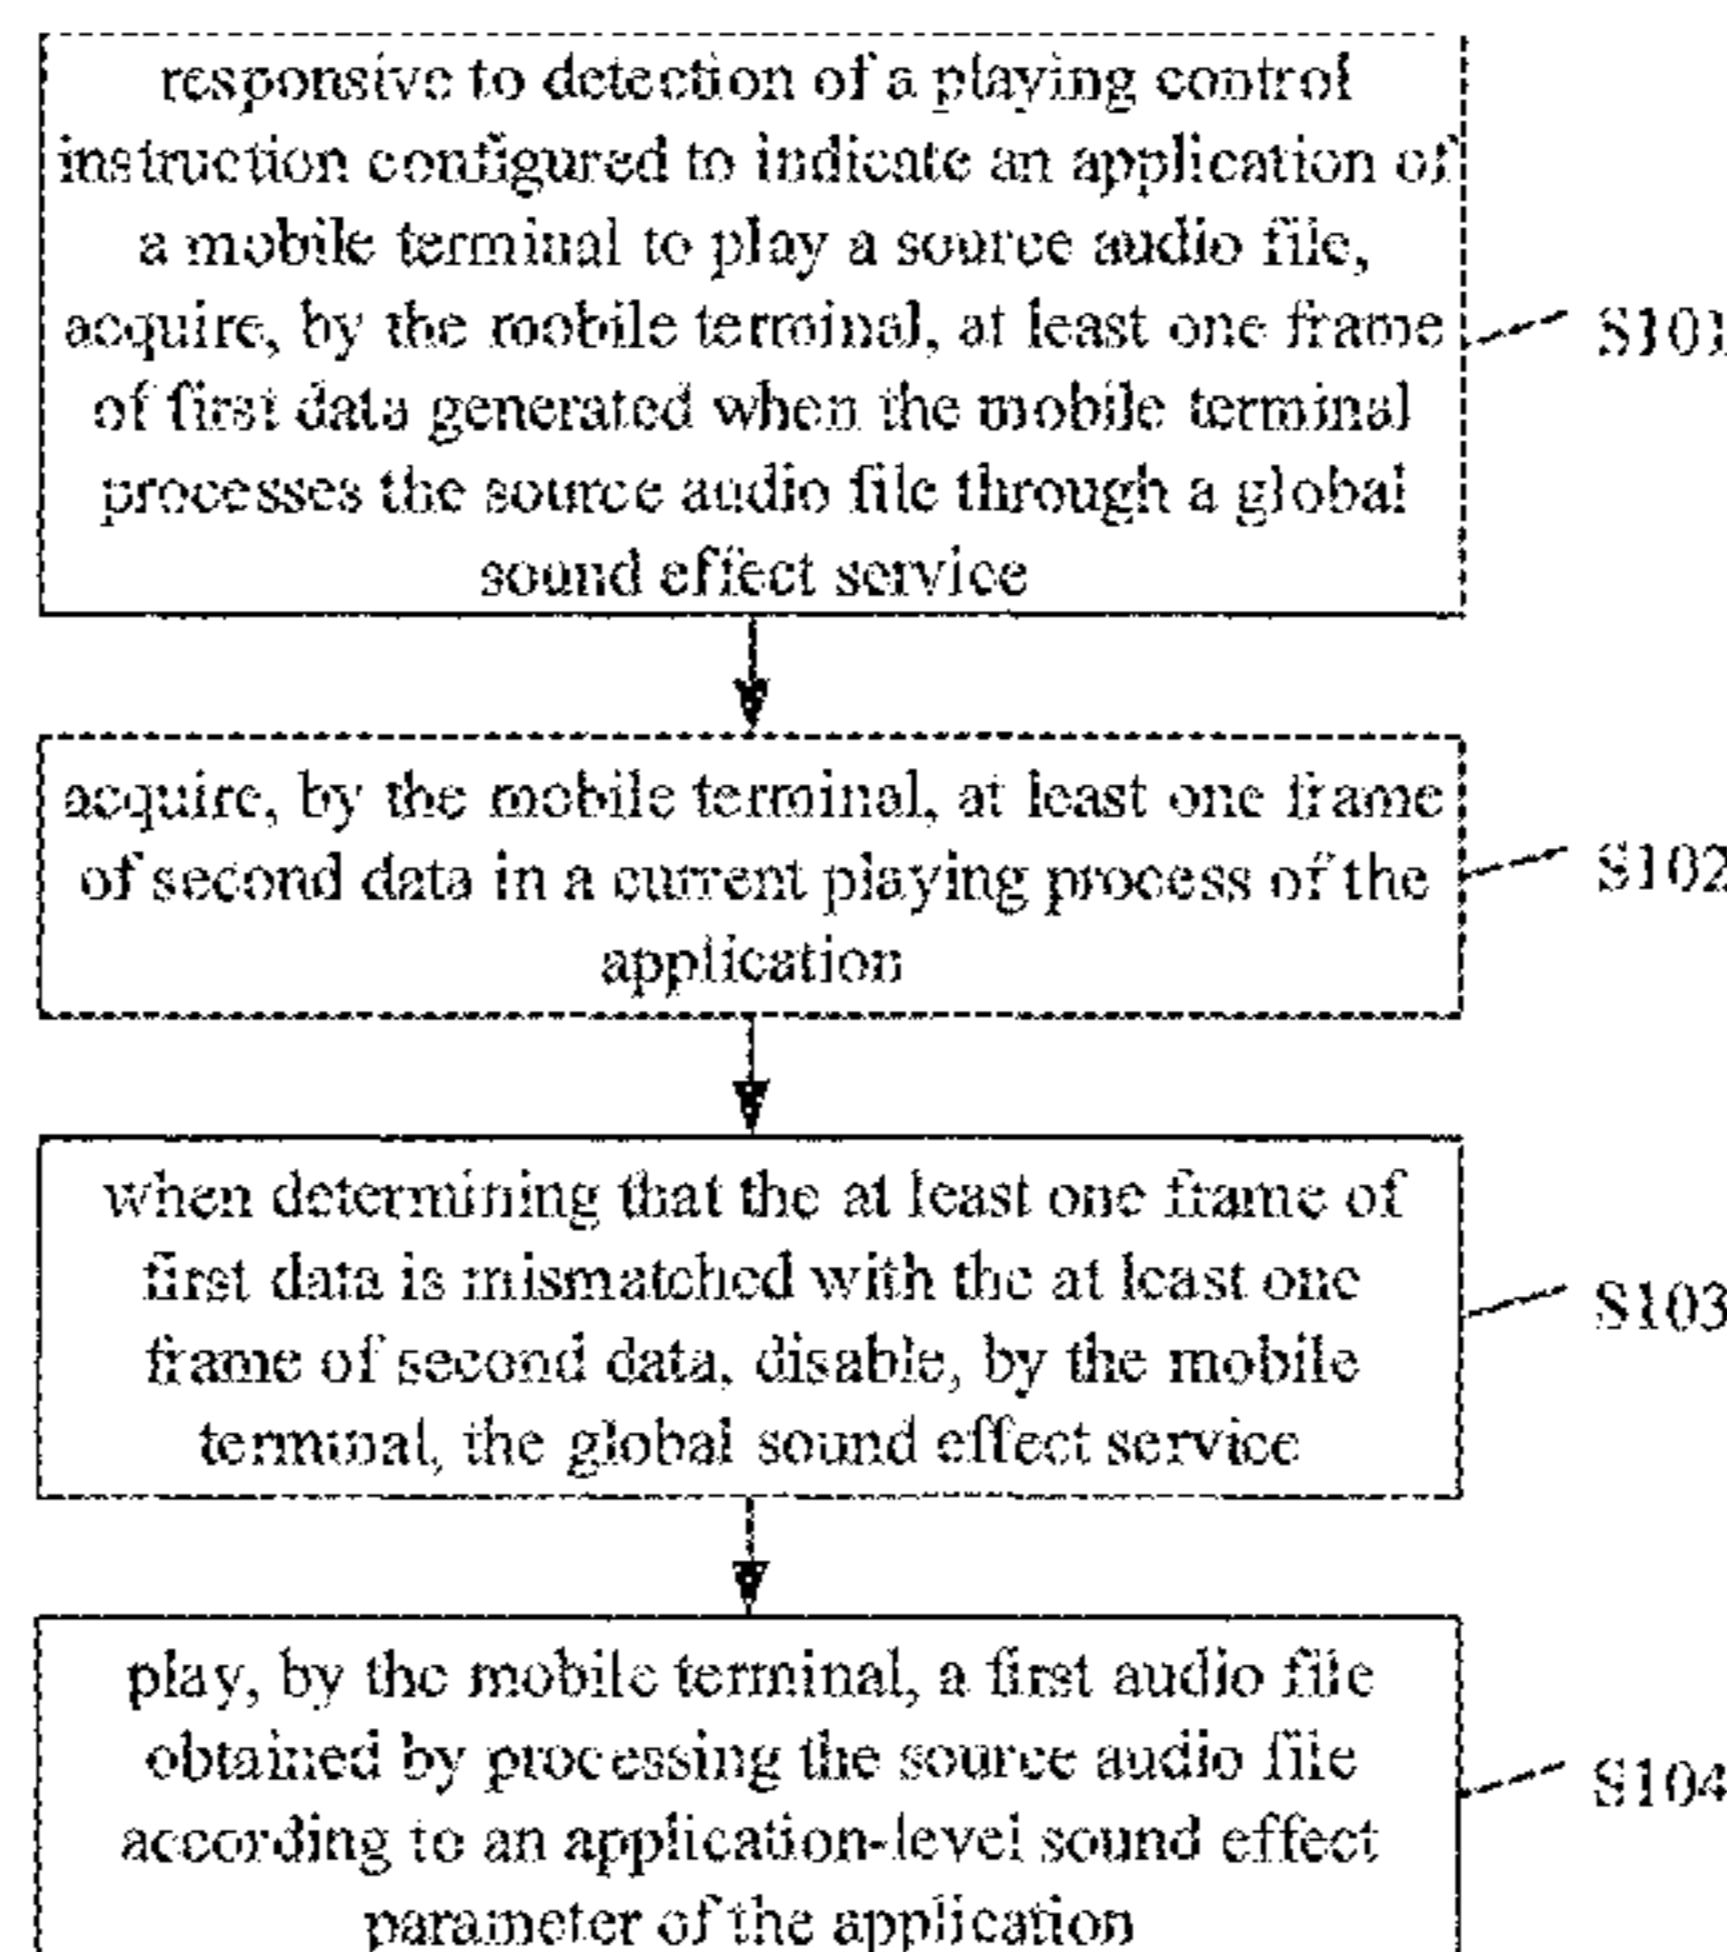 responsive to detection of a playing control
instruction configured to indicate an application of
a mobile terminal to play a source audio file,
acquire, by the mobile terminal, at least one frame
of first data generated when the mobile terminal
processes the source audio file through a global
sound effect service
S101
acquire, by the mobile terminal, at least one frame
of second data in a current playing process of the
application
S102
when determining that the at least one frame of
first data is mismatched with the at least one
frame of second data, disable, by the mobile
terminal, the global sound effect service
S103
play, by the mobile terminal, a first audio file
obtained by processing the source audio file
according to an application-level sound effect
parameter of the application
S104